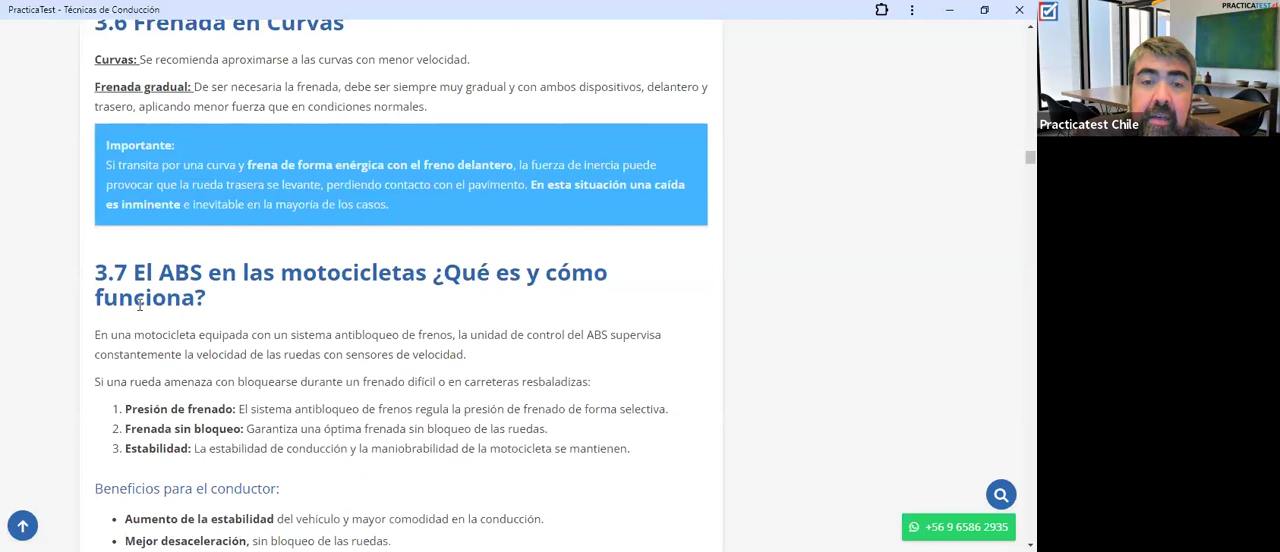 PracticaTest - Técnicas de Conducción
3.6 Frenada en Curvas
Curvas: Se recomienda aproximarse a las curvas con menor velocidad.
Frenada gradual: De ser necesaria la frenada, debe ser siempre muy gradual y con ambos dispositivos, delantero y
trasero, aplicando menor fuerza que en condiciones normales.
Importante:
Si transita por una curva y frena de forma enérgica con el freno delantero, la fuerza de inercia puede
provocar que la rueda trasera se levante, perdiendo contacto con el pavimento. En esta situación una caída
es inminente e inevitable en la mayoría de los casos.
3.7 El ABS en las motocicletas ¿Qué es y cómo
funciona?
En una motocicleta equipada con un sistema antibloqueo de frenos, la unidad de control del ABS supervisa
constantemente la velocidad de las ruedas con sensores de velocidad.
Si una rueda amenaza con bloquearse durante un frenado difícil o en carreteras resbaladizas:
1. Presión de frenado: El sistema antibloqueo de frenos regula la presión de frenado de forma selectiva.
2. Frenada sin bloqueo: Garantiza una óptima frenada sin bloqueo de las ruedas.
3. Estabilidad: La estabilidad de conducción y la maniobrabilidad de la motocicleta se mantienen.
Beneficios para el conductor:
• Aumento de la estabilidad del vehículo y mayor comodidad en la conducción.
• Mejor desaceleración, sin bloqueo de las ruedas.
+56 9 6586 2935
PRACTICATEST.cl
Practicatest Chile